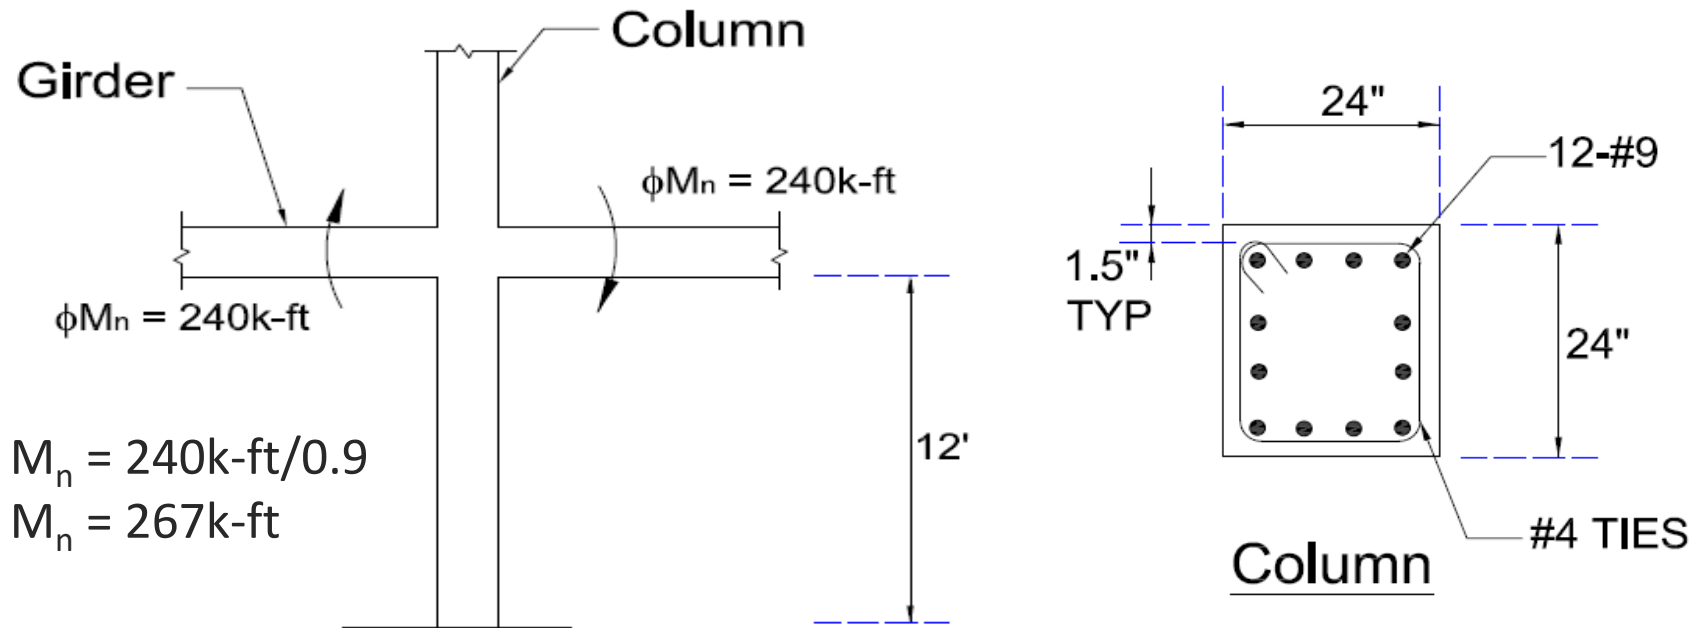 Column
Girder
ϕMn = 240k-ft
ϕMn = 240k-ft
12'
Mn = 240k-ft/0.9
Mn = 267k-ft
24"
12-#9
1.5"
TYP
24"
#4 TIES
Column